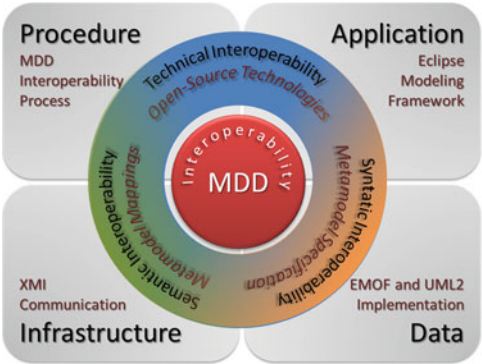 Procedure
MDD
Interoperability
Process
Application
Eclipse
Modeling
Framework
Technical Interoperability
Open-Source Technologies
Syntatic Interoperability
Metamodel Specification
Semantic Interoperability
Metamodel Mappings
Interoperability
MDD
XMI
Communication
Infrastructure
EMOF and UML2
Implementation
Data